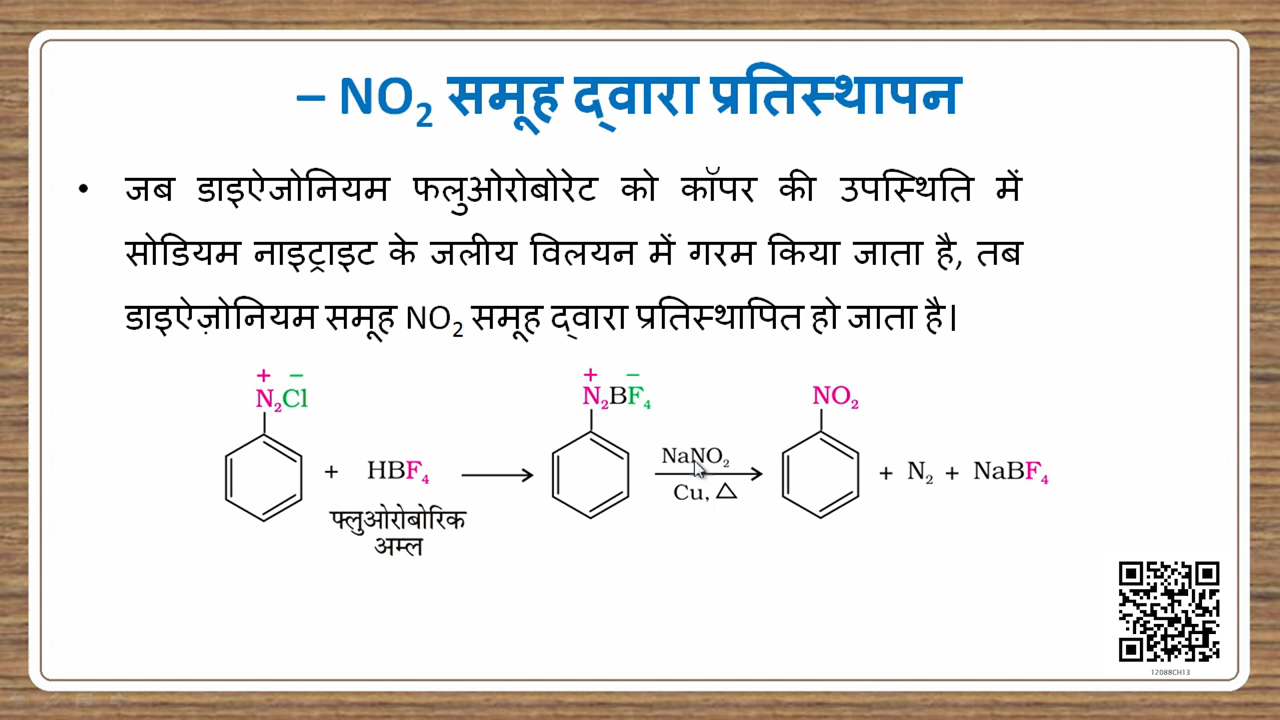 – NO₂ समूह द्वारा प्रतिस्थापन
• जब डाइऐजोनियम फलुओरोबोरेट को कॉपर की उपस्थिति में
सोडियम नाइट्राइट के जलीय विलयन में गरम किया जाता है, तब
डाइऐज़ोनियम समूह NO₂ समूह द्वारा प्रतिस्थापित हो जाता है।
+ −
N₂Cl
+ −
N₂BF₄
NO₂
+ HBF₄
NaNO₂
Cu, △
+ N₂ + NaBF₄
फ्लुओरोबोरिक
अम्ल
12088CH13